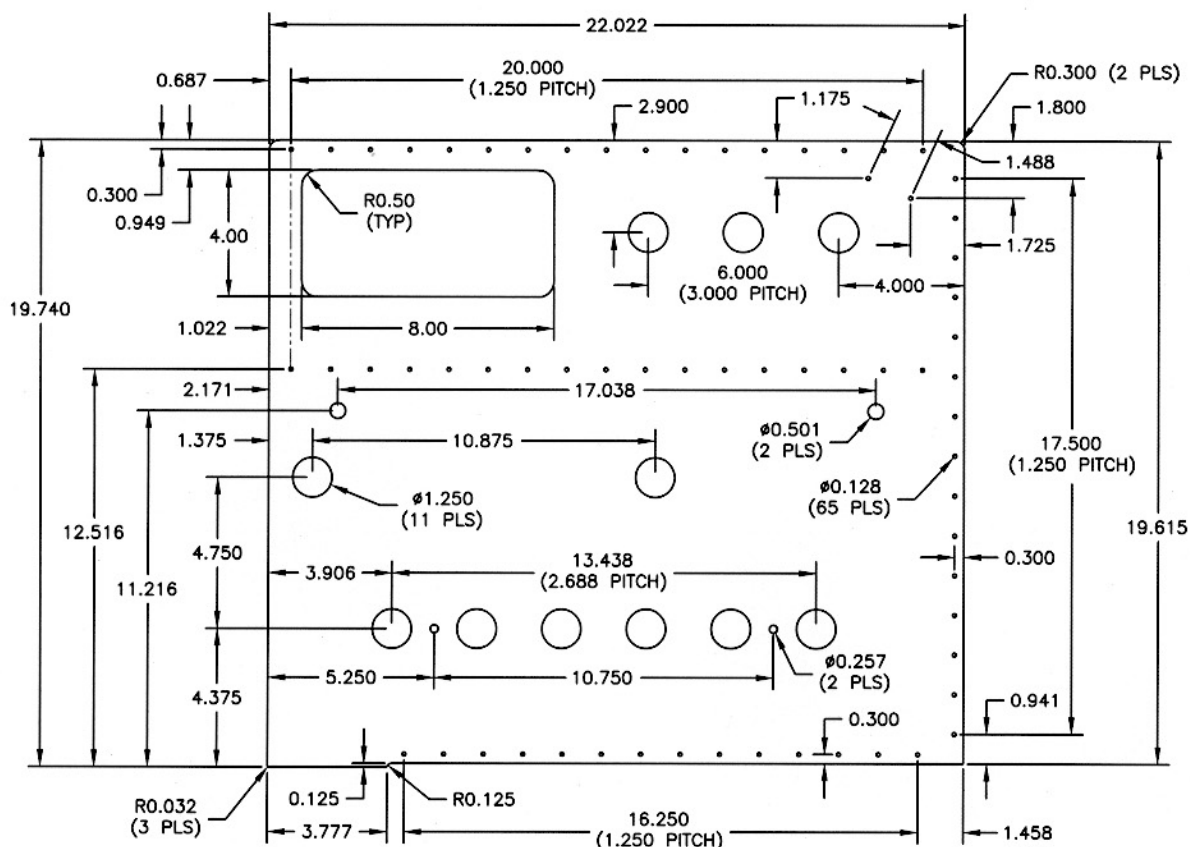 22.022
20.000
(1.250 PITCH)
0.687
2.900
1.175
R0.300 (2 PLS)
1.800
1.488
0.300
0.949
4.00
R0.50
(TYP)
1.725
6.000
(3.000 PITCH)
4.000
19.740
1.022
8.00
2.171
17.038
1.375
10.875
ø0.501
(2 PLS)
17.500
(1.250 PITCH)
ø1.250
(11 PLS)
ø0.128
(65 PLS)
12.516
4.750
19.615
11.216
3.906
13.438
(2.688 PITCH)
0.300
5.250
10.750
ø0.257
(2 PLS)
4.375
0.300
0.941
R0.032
(3 PLS)
0.125
R0.125
3.777
16.250
(1.250 PITCH)
1.458